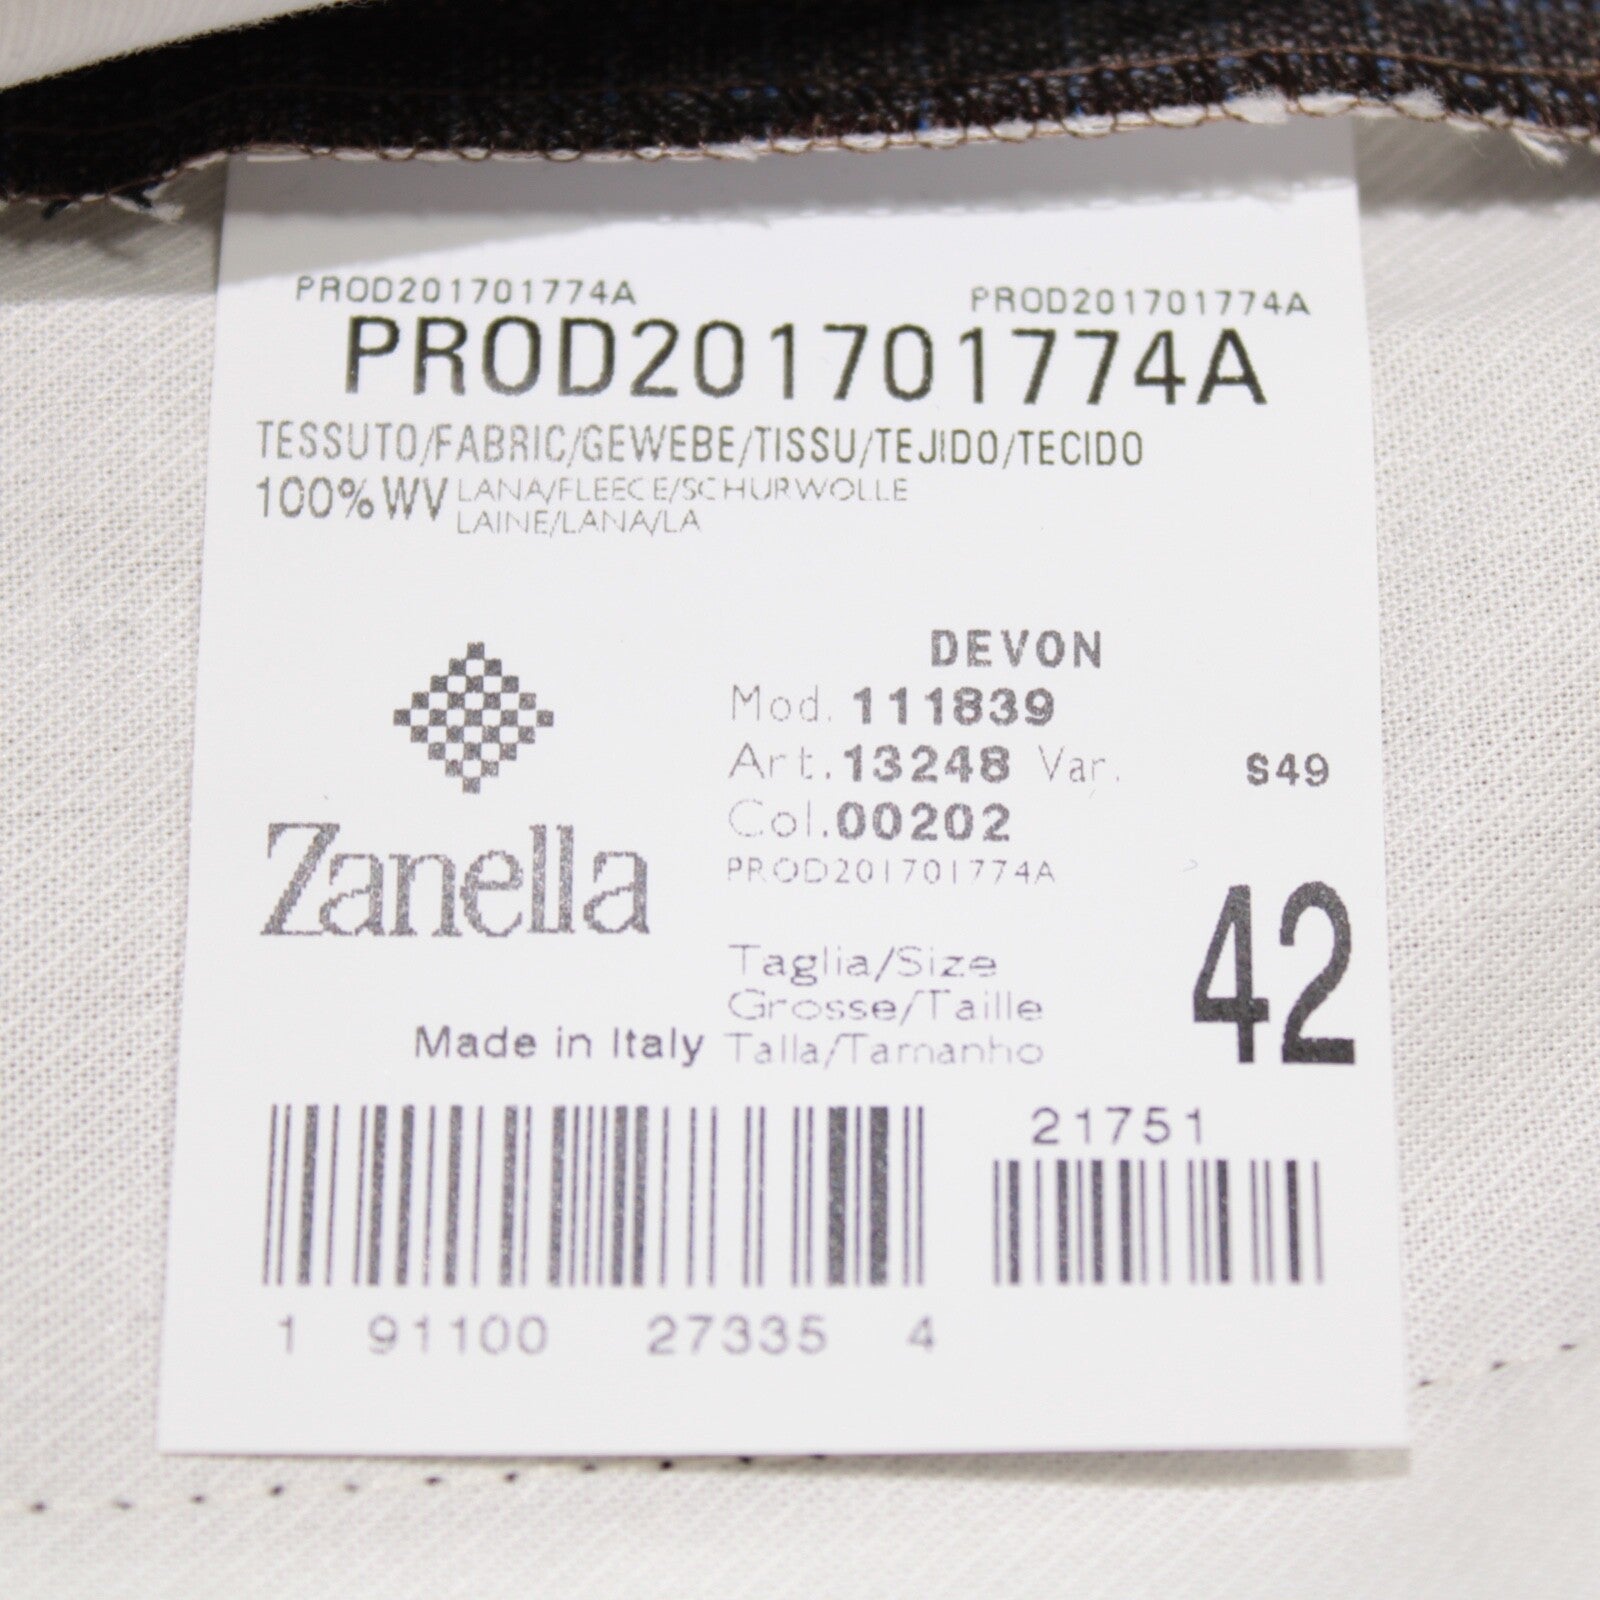 PROD201701774A PROD201701774A
PROD201701774A
TESSUTO/FABRIC/GEWEBE/TISSU/TEJIDO/TECIDO
100%WV LANA/FLEECE/SCHURWOLLE
LAINE/LANA/LA
DEVON
Mod. 111839
Art. 13248 Var. S49
Col. 00202
PROD201701774A
Zanella
Taglia/Size
Grosse/Taille
Talla/Tamanho
42
Made in Italy
21751
1 91100 27335 4